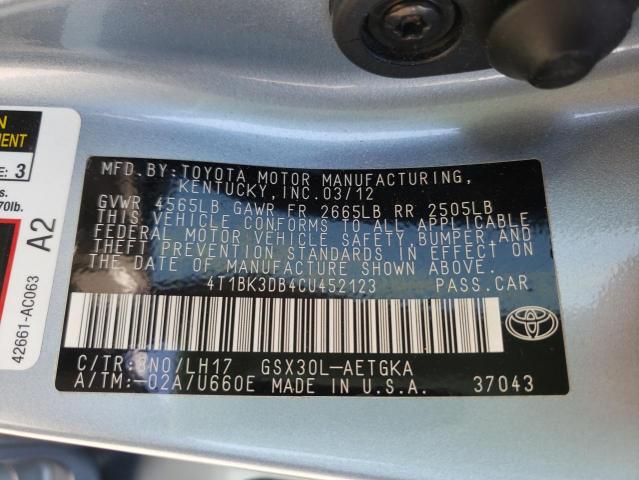 N
MENT
E: 3
s.
70lb.
A2
42661-AC063
MFD.BY:TOYOTA MOTOR MANUFACTURING,
KENTUCKY,INC.03/12
GVWR 4565LB GAWR FR 2665LB RR 2505LB
THIS VEHICLE CONFORMS TO ALL APPLICABLE
FEDERAL MOTOR VEHICLE SAFETY,BUMPER,AND
THEFT PREVENTION STANDARDS IN EFFECT ON
THE DATE OF MANUFACTURE SHOWN ABOVE.
4T1BK3DB4CU452123 PASS.CAR
C/TR:8N0/LH17 GSX30L-AETGKA
A/TM:-02A/U660E MADE IN U.S.A. 37043